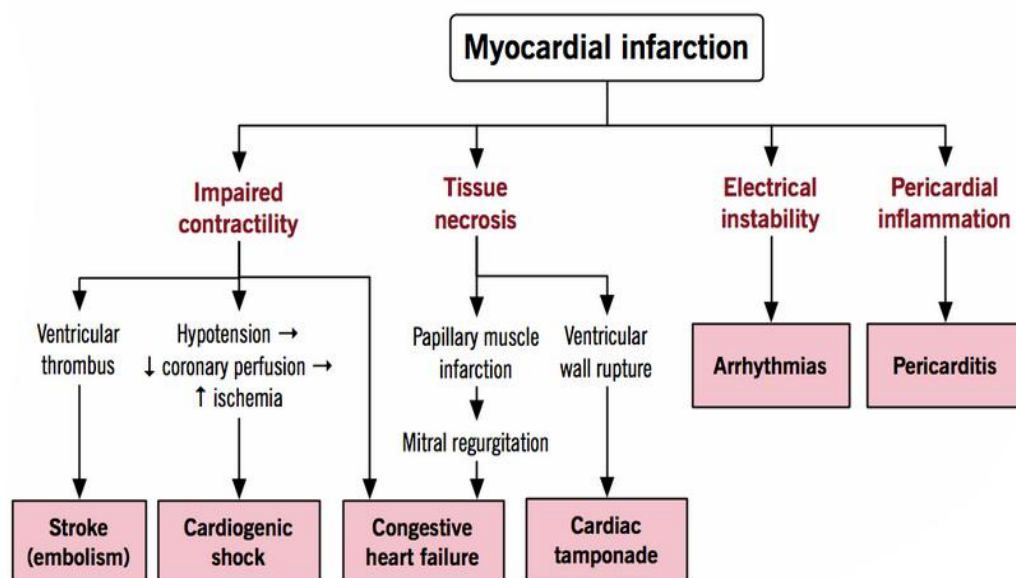 Myocardial infarction
Impaired
contractility
Tissue
necrosis
Electrical
instability
Pericardial
inflammation
Ventricular
thrombus
Hypotension →
↓ coronary perfusion →
↑ ischemia
Papillary muscle
infarction
Ventricular
wall rupture
Arrhythmias
Pericarditis
Mitral regurgitation
Stroke
(embolism)
Cardiogenic
shock
Congestive
heart failure
Cardiac
tamponade